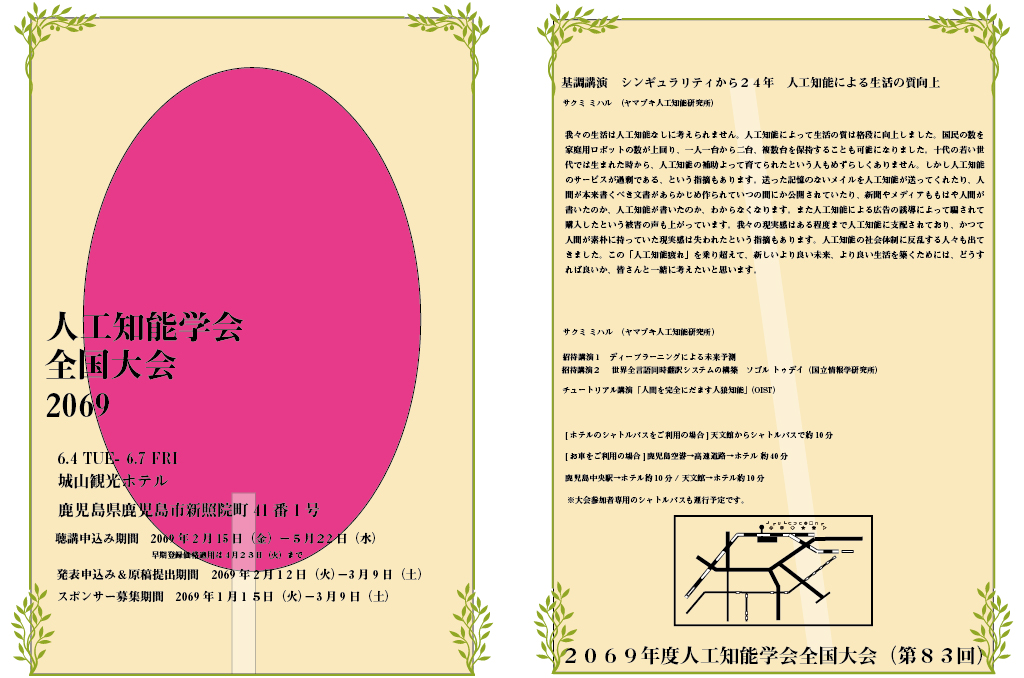 人工知能学会
全国大会
2069
6.4 TUE- 6.7 FRI
城山観光ホテル
鹿児島県鹿児島市新照院町 41 番 1 号
聴講申込み期間　2069 年 2 月 15 日 （金）－ 5 月 2 2 日（水）
早期登録価格適用は 4 月 2 3 日（火）まで
発表申込み＆原稿提出期間　2069 年 2 月 1 2 日（火）－3 月 9 日（土）
スポンサー募集期間　2069 年 1 月 1 5 日（火）－ 3 月 9 日（土）
基調講演　シンギュラリティから２４年　人工知能による生活の質向上
サクミ ミハル　（ヤマブキ人工知能研究所）
我々の生活は人工知能なしに考えられません。人工知能によって生活の質は格段に向上しました。国民の数を
家庭用ロボットの数が上回り、一人一台から二台、複数台を保持することも可能になりました。十代の若い世
代では生まれた時から、人工知能の補助よって育てられたという人もめずらしくありません。しかし人工知能
のサービスが過剰である、という指摘もあります。送った記憶のないメイルを人工知能が送ってくれたり、人
間が本来書くべき文書があらかじめ作られていつの間にか公開されていたり、新聞やメディアももはや人間が
書いたのか、人工知能が書いたのか、わからなくなります。また人工知能による広告の誘導によって騙されて
購入したという被害の声も上がっています。我々の現実感はある程度まで人工知能に支配されており、かつて
人間が素朴に持っていた現実感は失われたという指摘もあります。人工知能の社会体制に反乱する人々も出て
きました。この「人工知能疲れ」を乗り超えて、新しいより良い未来、より良い生活を築くためには、どうす
れば良いか、皆さんと一緒に考えたいと思います。
サクミ ミハル　（ヤマブキ人工知能研究所）
招待講演１　ディープラーニングによる未来予測
招待講演２　世界全言語同時翻訳システムの構築　ソゴル トゥデイ（国立情報学研究所）
チュートリアル講演「人間を完全にだます人狼知能」（OIST）
[ ホテルのシャトルバスをご利用の場合 ] 天文館からシャトルバスで約 10 分
[ お車をご利用の場合 ] 鹿児島空港→高速道路→ホテル 約 40 分
鹿児島中央駅→ホテル約 10 分 / 天文館→ホテル約 10 分
※大会参加者専用のシャトルバスも運行予定です。
２０６９年度人工知能学会全国大会（第８３回）